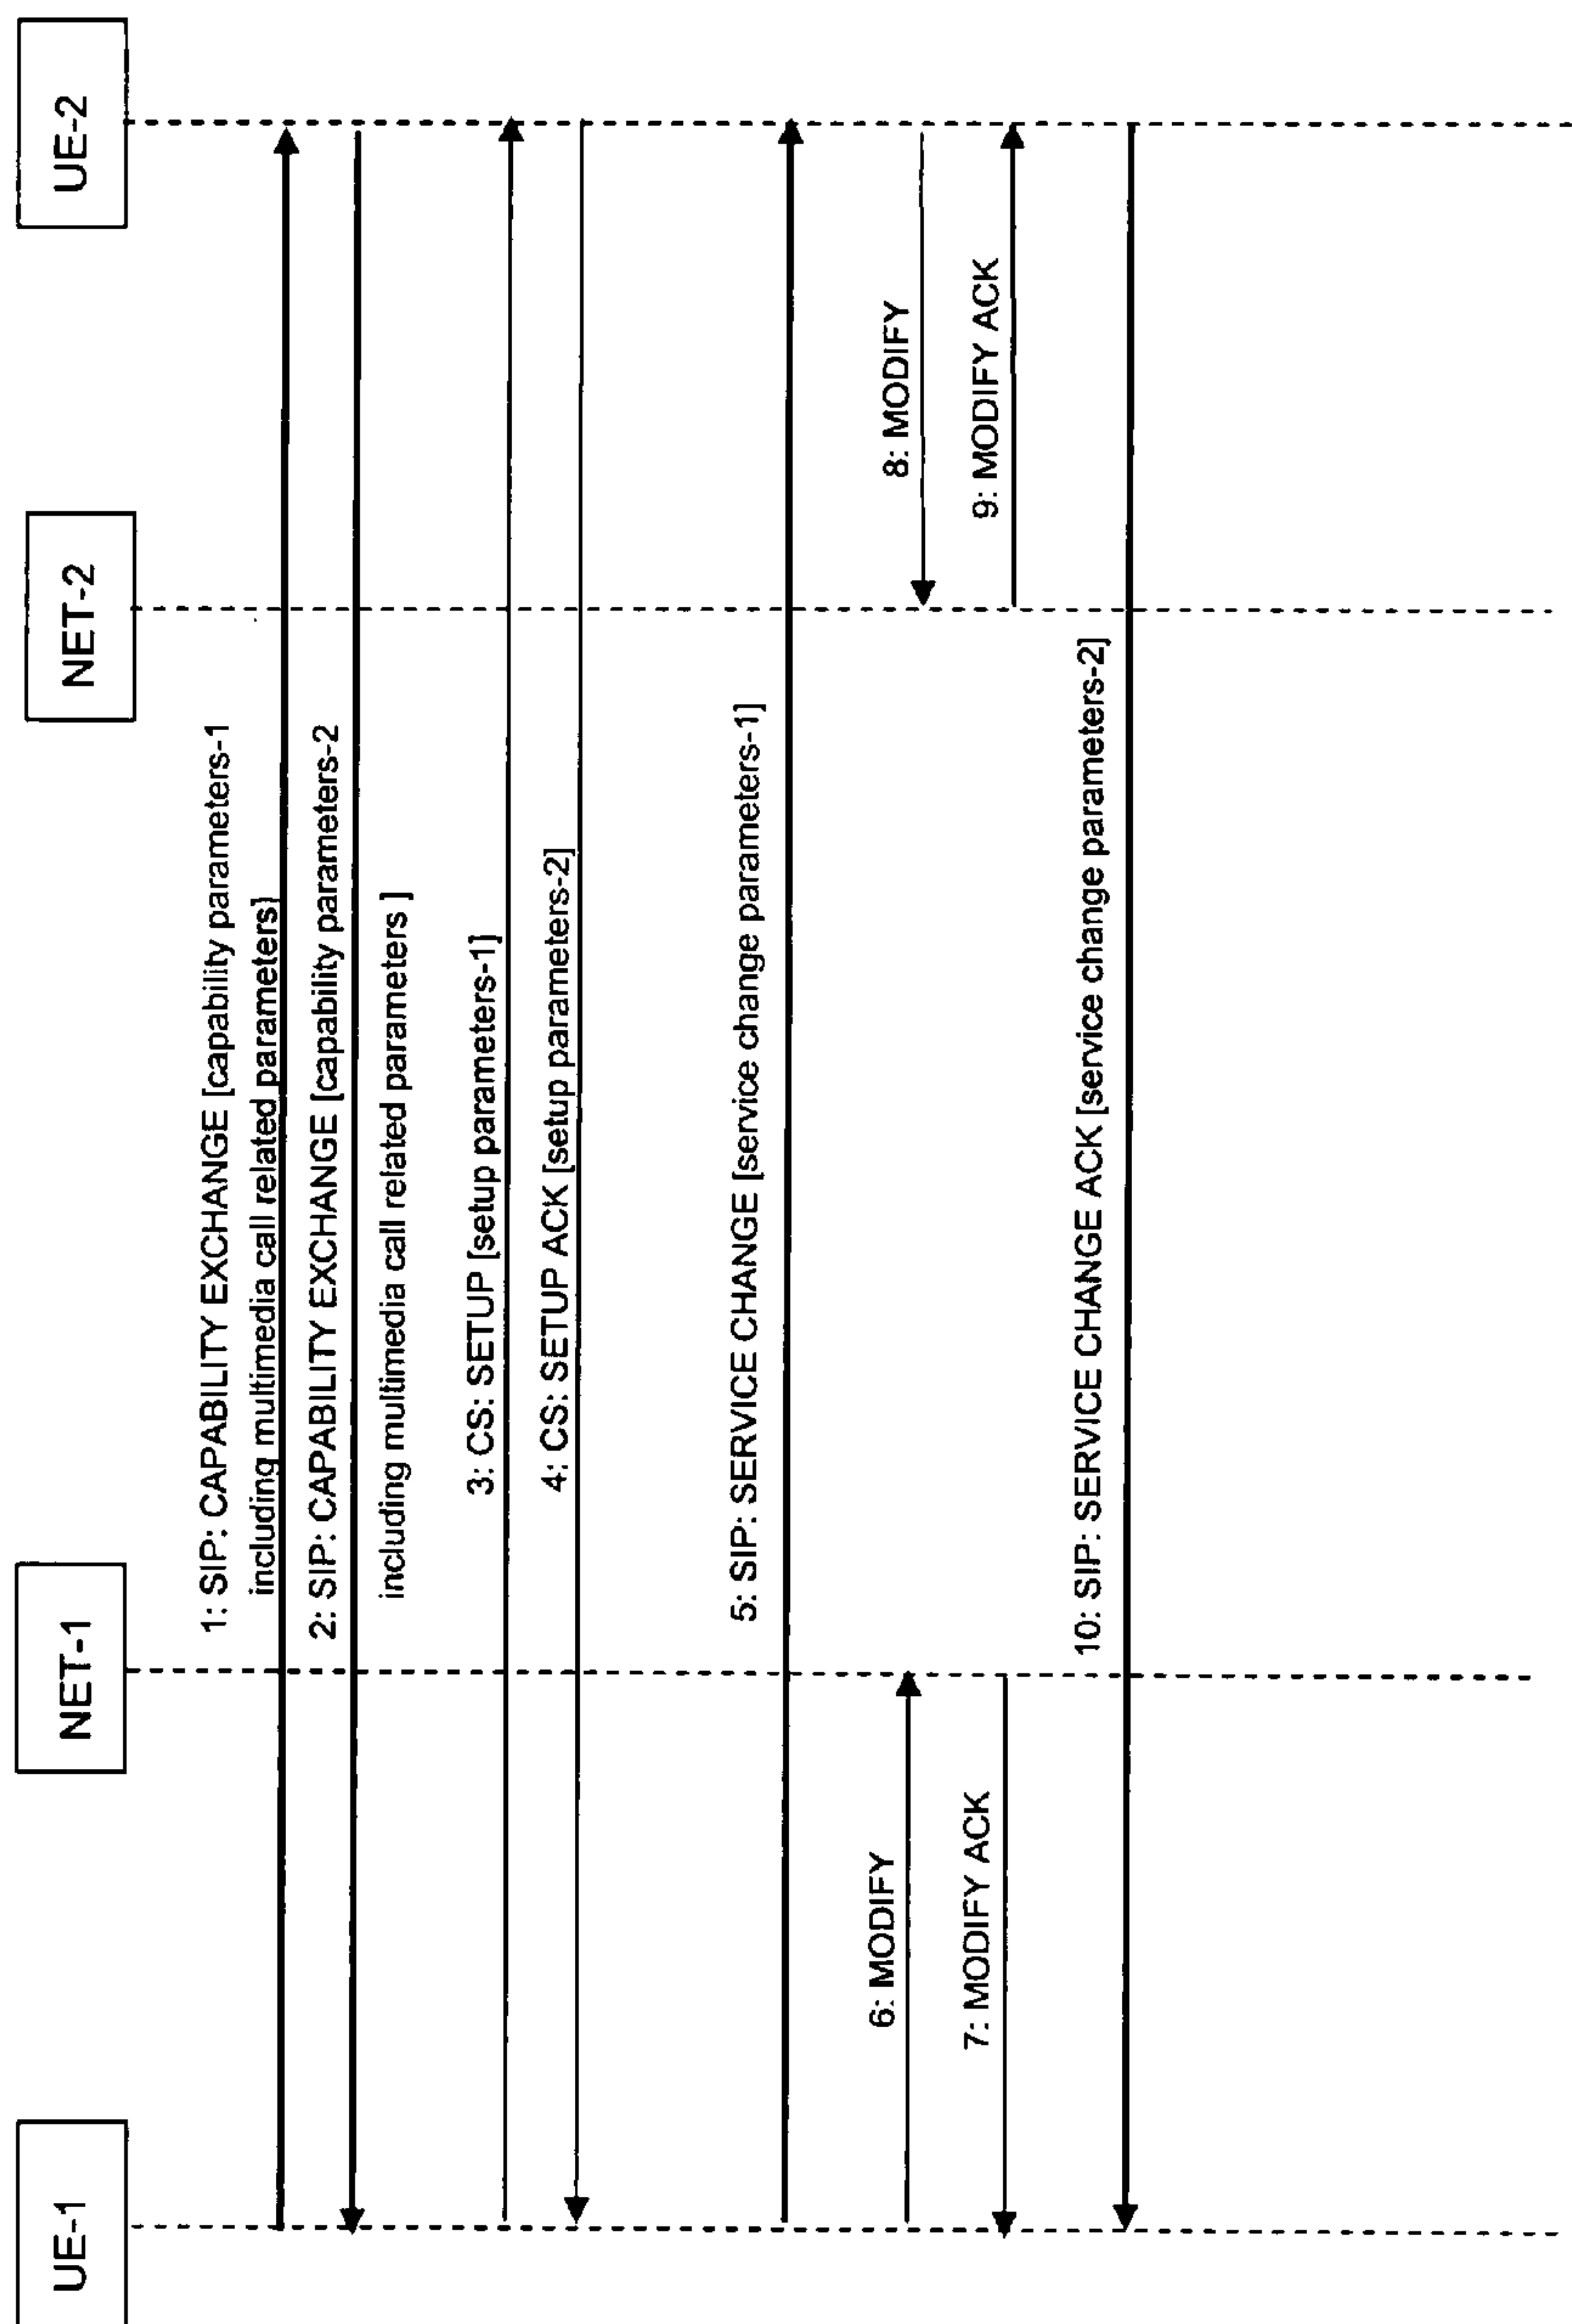 UE-1
NET-1
NET-2
UE-2
1: SIP: CAPABILITY EXCHANGE [capability parameters-1
including multimedia call related parameters]
2: SIP: CAPABILITY EXCHANGE [capability parameters-2
including multimedia call related parameters ]
3: CS: SETUP [setup parameters-1]
4: CS: SETUP ACK [setup parameters-2]
5: SIP: SERVICE CHANGE [service change parameters-1]
6: MODIFY
8: MODIFY
7: MODIFY ACK
9: MODIFY ACK
10: SIP: SERVICE CHANGE ACK [service change parameters-2]